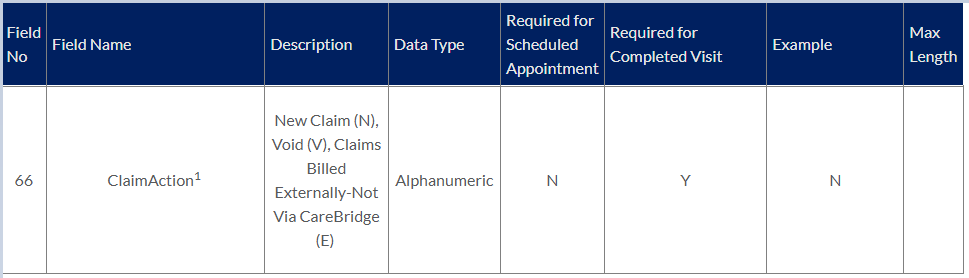 Field No
Field Name
Description
Data Type
Required for Scheduled Appointment
Required for Completed Visit
Example
Max Length
66
ClaimAction¹
New Claim (N),
Void (V), Claims
Billed
Externally-Not
Via CareBridge
(E)
Alphanumeric
N
Y
N